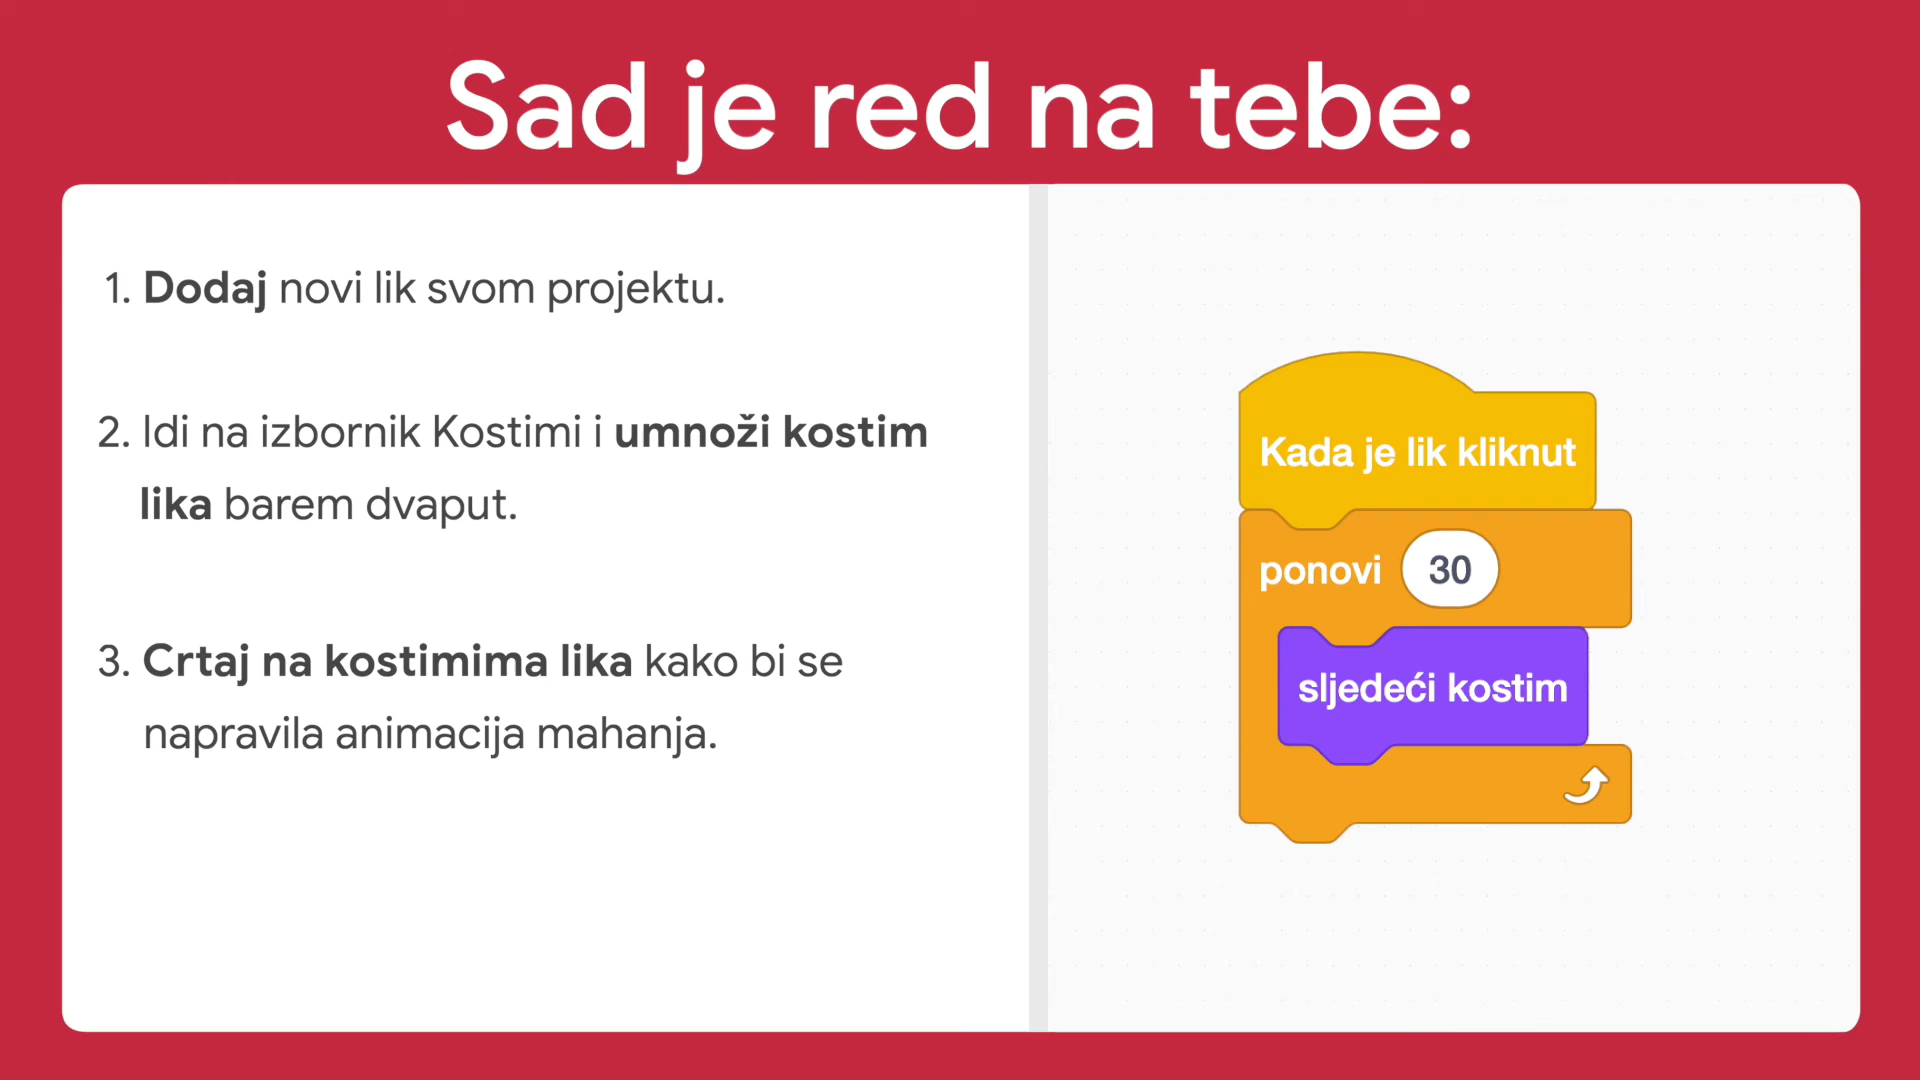 Sad je red na tebe:
1. Dodaj novi lik svom projektu.
2. Idi na izbornik Kostimi i umnoži kostim
lika barem dvaput.
3. Crtaj na kostimima lika kako bi se
napravila animacija mahanja.
Kada je lik kliknut
ponovi 30
sljedeći kostim